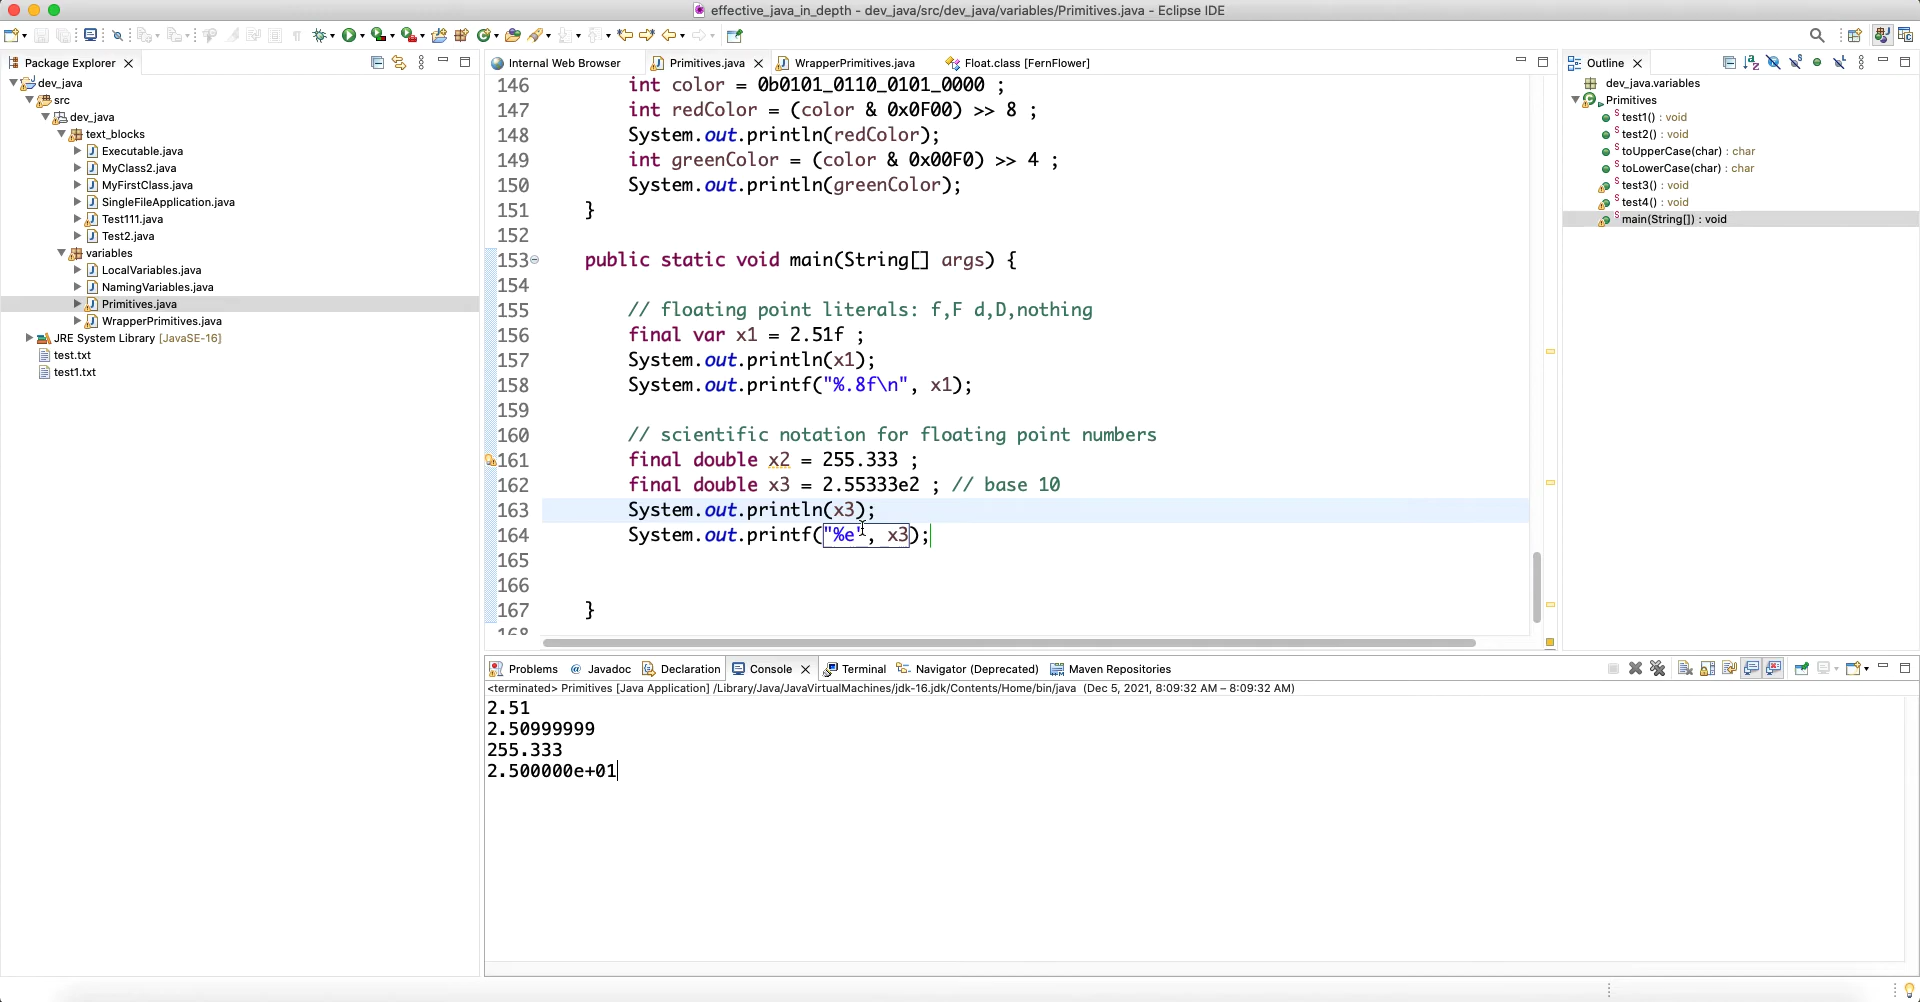 effective_java_in_depth - dev_java/src/dev_java/variables/Primitives.java - Eclipse IDE
Package Explorer
dev_java
src
dev_java
text_blocks
Executable.java
MyClass2.java
MyFirstClass.java
SingleFileApplication.java
Test111.java
Test2.java
variables
LocalVariables.java
NamingVariables.java
Primitives.java
WrapperPrimitives.java
JRE System Library [JavaSE-16]
test.txt
test1.txt
Internal Web Browser
Primitives.java
WrapperPrimitives.java
Float.class [FernFlower]
146 int color = 0b0101_0110_0101_0000 ;
147 int redColor = (color & 0x0F00) >> 8 ;
148 System.out.println(redColor);
149 int greenColor = (color & 0x00F0) >> 4 ;
150 System.out.println(greenColor);
151 }
152
153 public static void main(String[] args) {
154
155 // floating point literals: f,F d,D,nothing
156 final var x1 = 2.51f ;
157 System.out.println(x1);
158 System.out.printf("%.8f\n", x1);
159
160 // scientific notation for floating point numbers
161 final double x2 = 255.333 ;
162 final double x3 = 2.55333e2 ; // base 10
163 System.out.println(x3);
164 System.out.printf("%e", x3);
165
166
167 }
168
Outline
dev_java.variables
Primitives
test1() : void
test2() : void
toUpperCase(char) : char
toLowerCase(char) : char
test3() : void
test4() : void
main(String[]) : void
Problems @ Javadoc Declaration Console Terminal Navigator (Deprecated) Maven Repositories
<terminated> Primitives [Java Application] /Library/Java/JavaVirtualMachines/jdk-16.jdk/Contents/Home/bin/java (Dec 5, 2021, 8:09:32 AM – 8:09:32 AM)
2.51
2.50999999
255.333
2.500000e+01